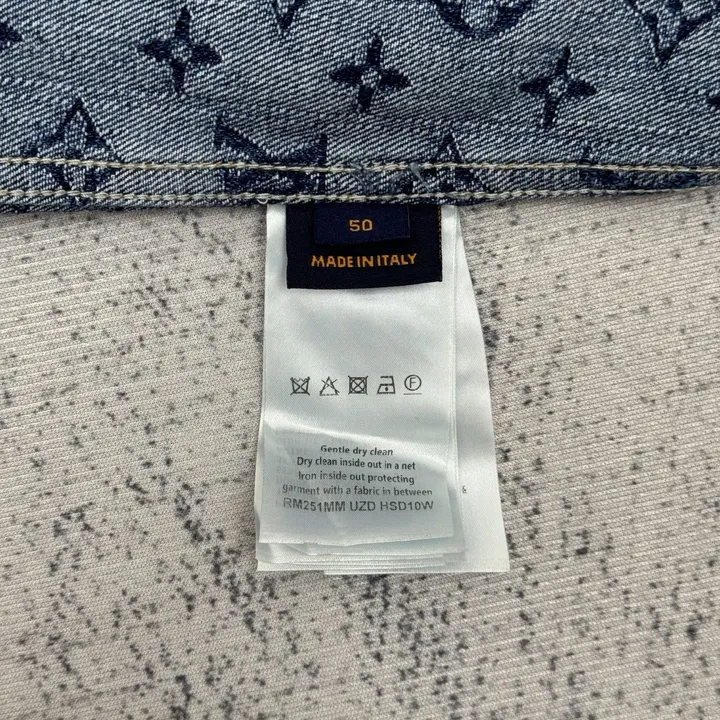 50
MADE IN ITALY
F
Gentle dry clean
Dry clean inside out in a net
Iron inside out protecting
garment with a fabric in between
RM251MM UZD HSD10W
&